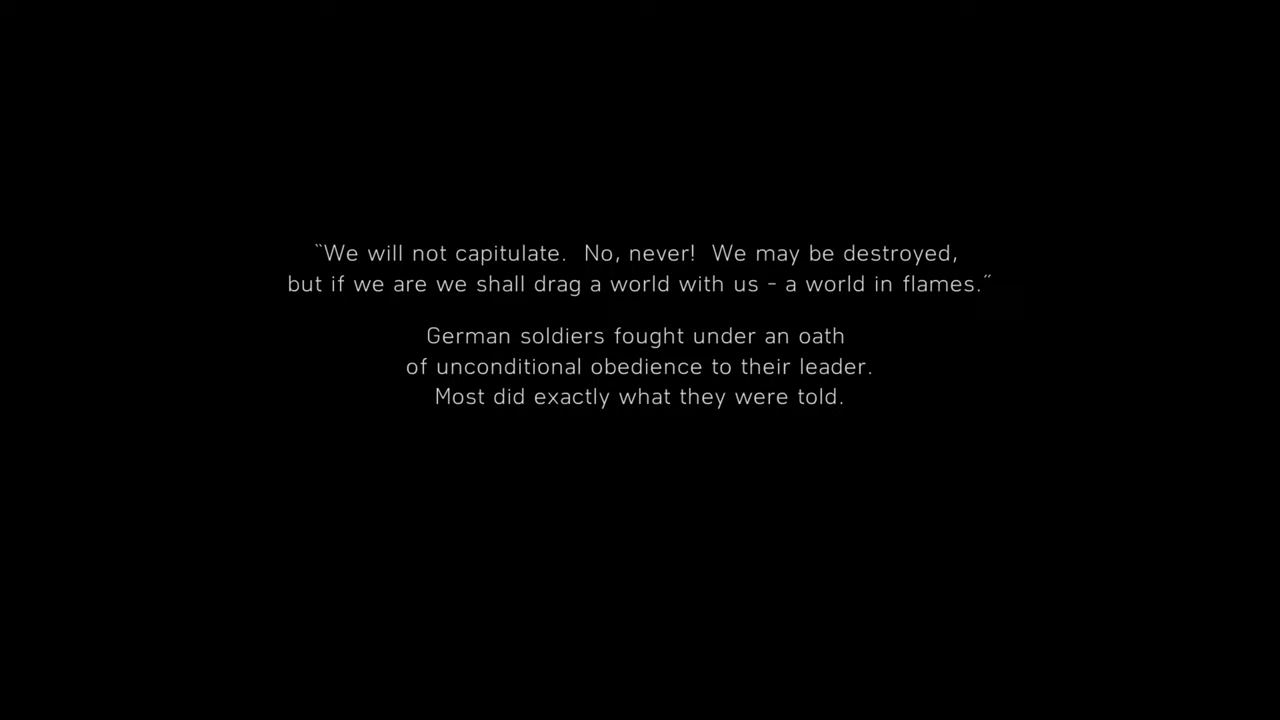 “We will not capitulate.  No, never!  We may be destroyed,
but if we are we shall drag a world with us - a world in flames.”
German soldiers fought under an oath
of unconditional obedience to their leader.
Most did exactly what they were told.